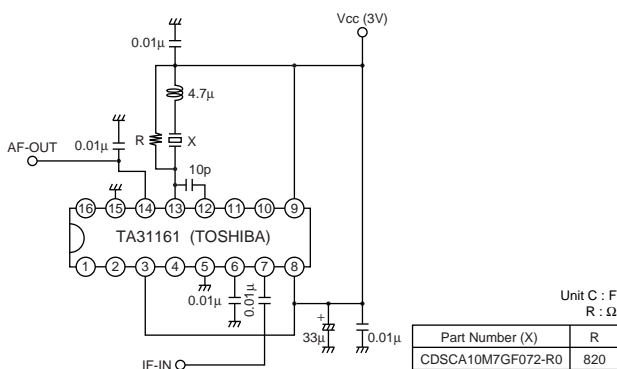 Vcc (3V)
0.01μ
4.7μ
R
X
AF-OUT
0.01μ
10p
16 15 14 13 12 11 10 9
TA31161 (TOSHIBA)
1 2 3 4 5 6 7 8
0.01μ
0.01μ
+
33μ
0.01μ
IF-IN
Unit C : F
R : Ω
Part Number (X) R
CDSCA10M7GF072-R0 820